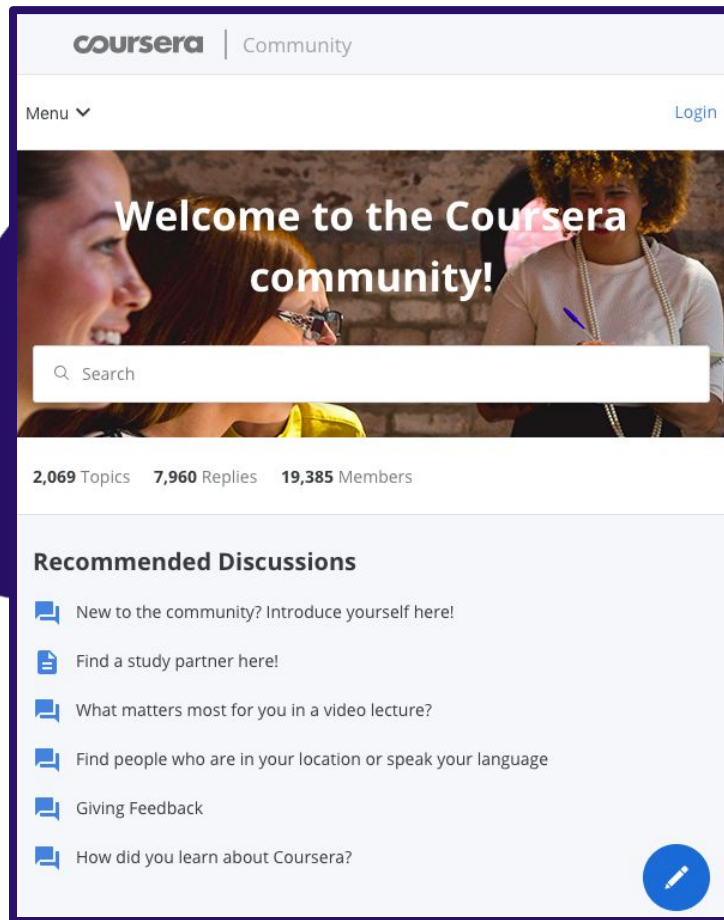 coursera | Community
Menu
Login
Welcome to the Coursera
community!
Search
2,069 Topics 7,960 Replies 19,385 Members
Recommended Discussions
New to the community? Introduce yourself here!
Find a study partner here!
What matters most for you in a video lecture?
Find people who are in your location or speak your language
Giving Feedback
How did you learn about Coursera?